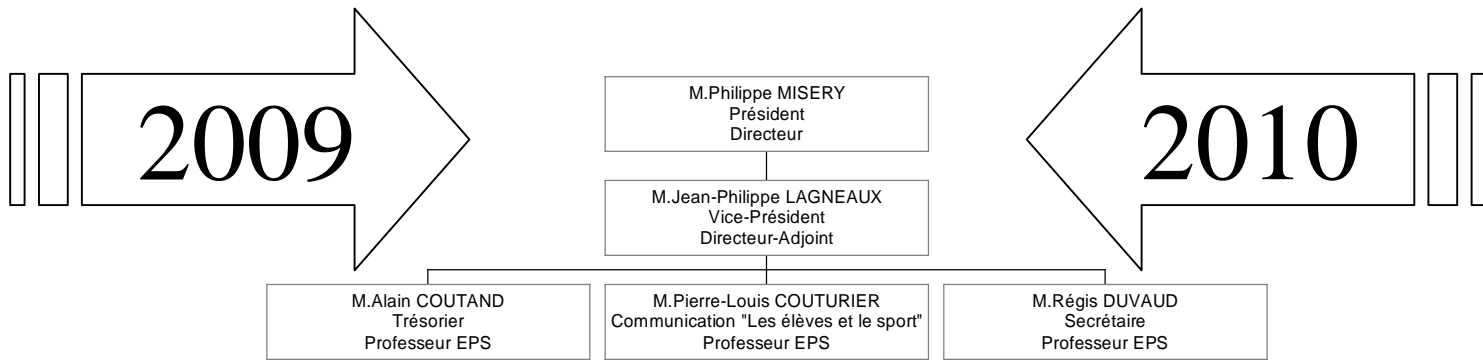 2009
2010
M.Philippe MISERY
Président
Directeur
M.Jean-Philippe LAGNEAUX
Vice-Président
Directeur-Adjoint
M.Alain COUTAND
Trésorier
Professeur EPS
M.Pierre-Louis COUTURIER
Communication "Les élèves et le sport"
Professeur EPS
M.Régis DUVAUD
Secrétaire
Professeur EPS